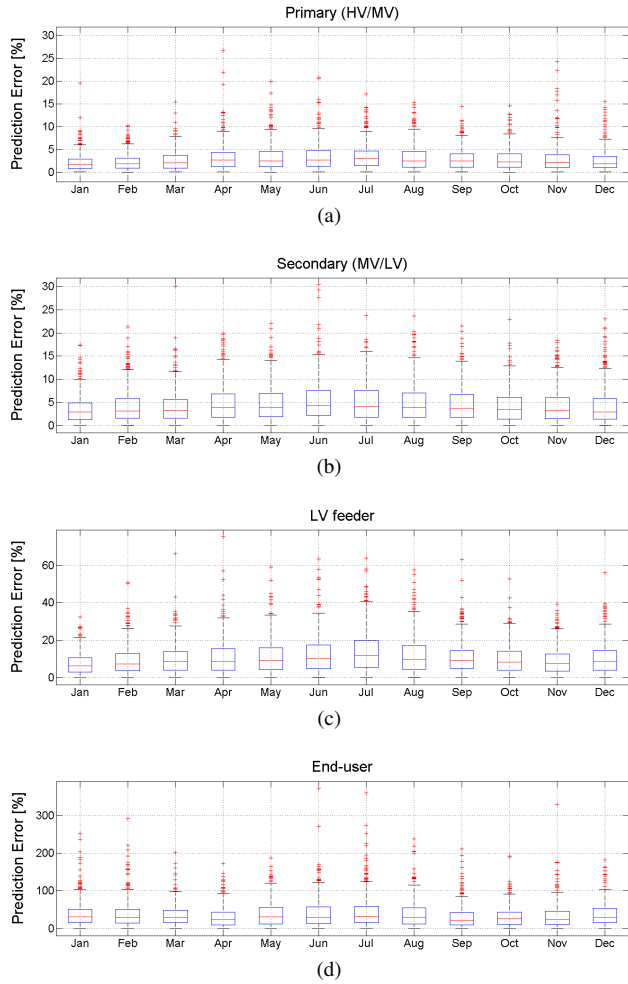 Primary (HV/MV)
Prediction Error [%]
30
25
20
15
10
5
0
Jan Feb Mar Apr May Jun Jul Aug Sep Oct Nov Dec
(a)
Secondary (MV/LV)
Prediction Error [%]
30
25
20
15
10
5
0
Jan Feb Mar Apr May Jun Jul Aug Sep Oct Nov Dec
(b)
LV feeder
Prediction Error [%]
60
40
20
0
Jan Feb Mar Apr May Jun Jul Aug Sep Oct Nov Dec
(c)
End-user
Prediction Error [%]
300
200
100
0
Jan Feb Mar Apr May Jun Jul Aug Sep Oct Nov Dec
(d)